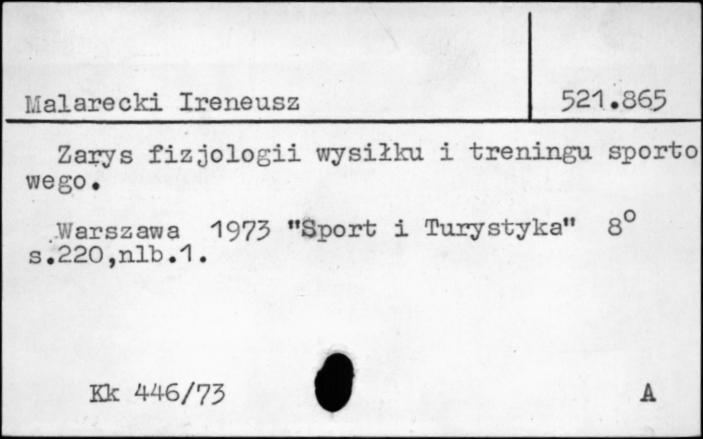 Malarecki Ireneusz 521.865
Zarys fizjologii wysiłku i treningu sporto
wego.
Warszawa 1973 "Sport i Turystyka" 8°
s.220,nlb.1.
Kk 446/73 A